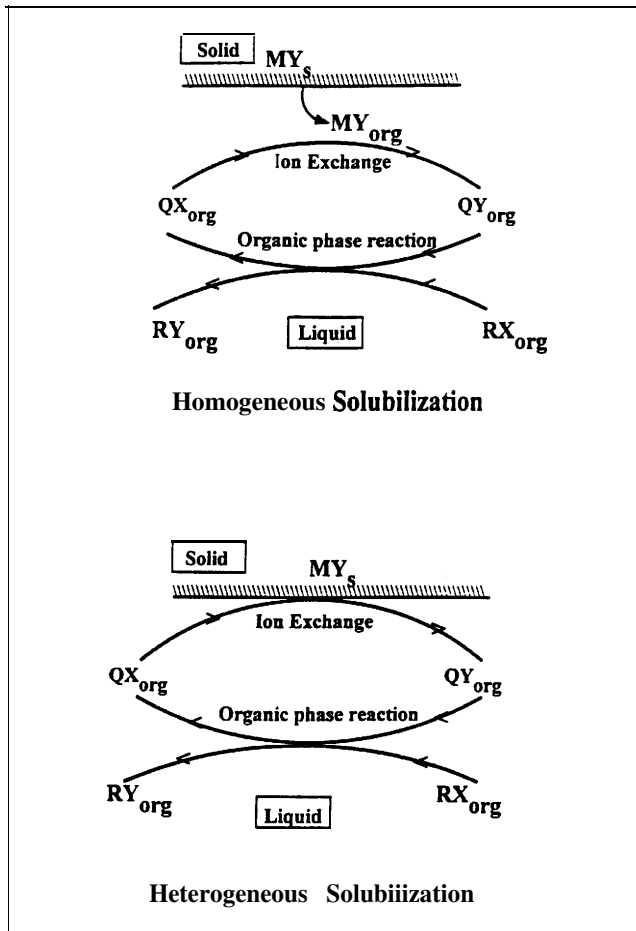 Solid
MYs
MYorg
Ion Exchange
QXorg QYorg
Organic phase reaction
RYorg Liquid RXorg
Homogeneous Solubilization
Solid
MYs
Ion Exchange
QXorg QYorg
Organic phase reaction
RYorg Liquid RXorg
Heterogeneous Solubiiization